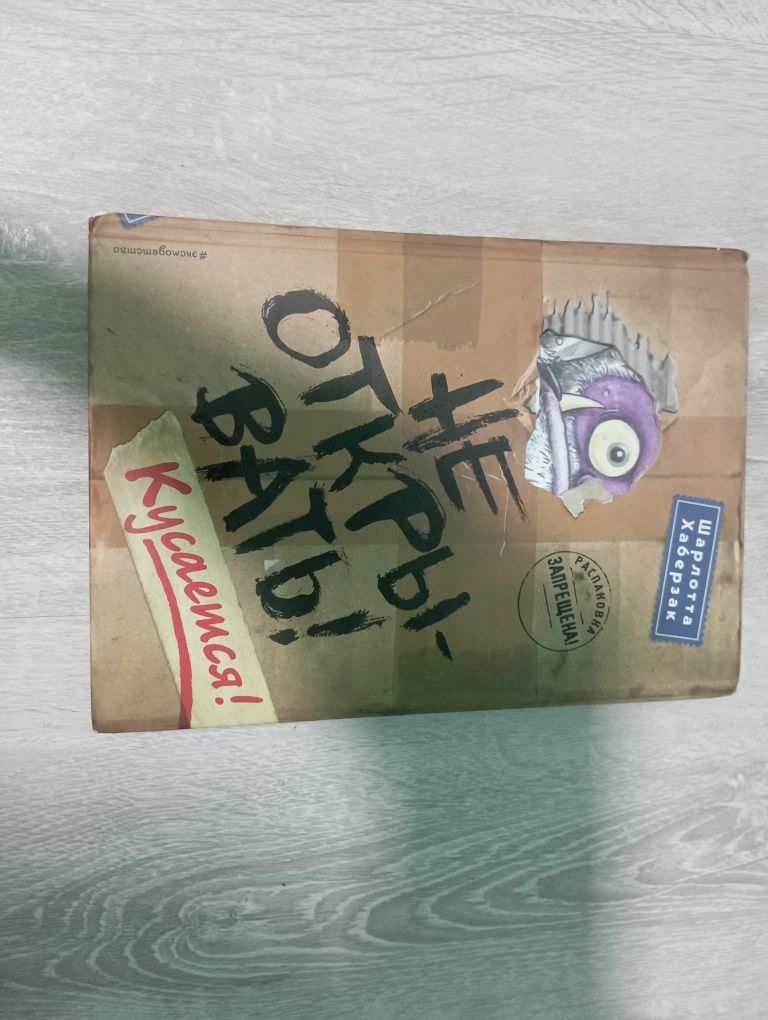 Шарлотта
Хаберзак
РАСПАКОВКА
ЗАПРЕЩЕНА!
НЕ
ОТКРЫ-
ВАТЬ!
Кусается!
#эксмодетство